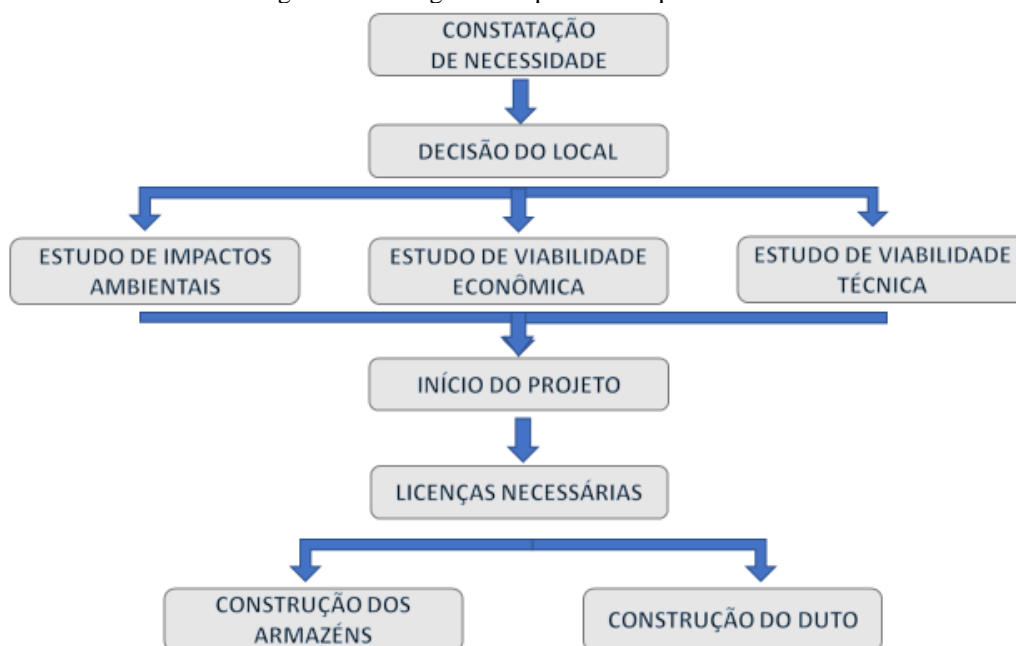 CONSTATAÇÃO
DE NECESSIDADE
DECISÃO DO LOCAL
ESTUDO DE IMPACTOS
AMBIENTAIS
ESTUDO DE VIABILIDADE
ECONÔMICA
ESTUDO DE VIABILIDADE
TÉCNICA
INÍCIO DO PROJETO
LICENÇAS NECESSÁRIAS
CONSTRUÇÃO DOS
ARMAZÉNS
CONSTRUÇÃO DO DUTO